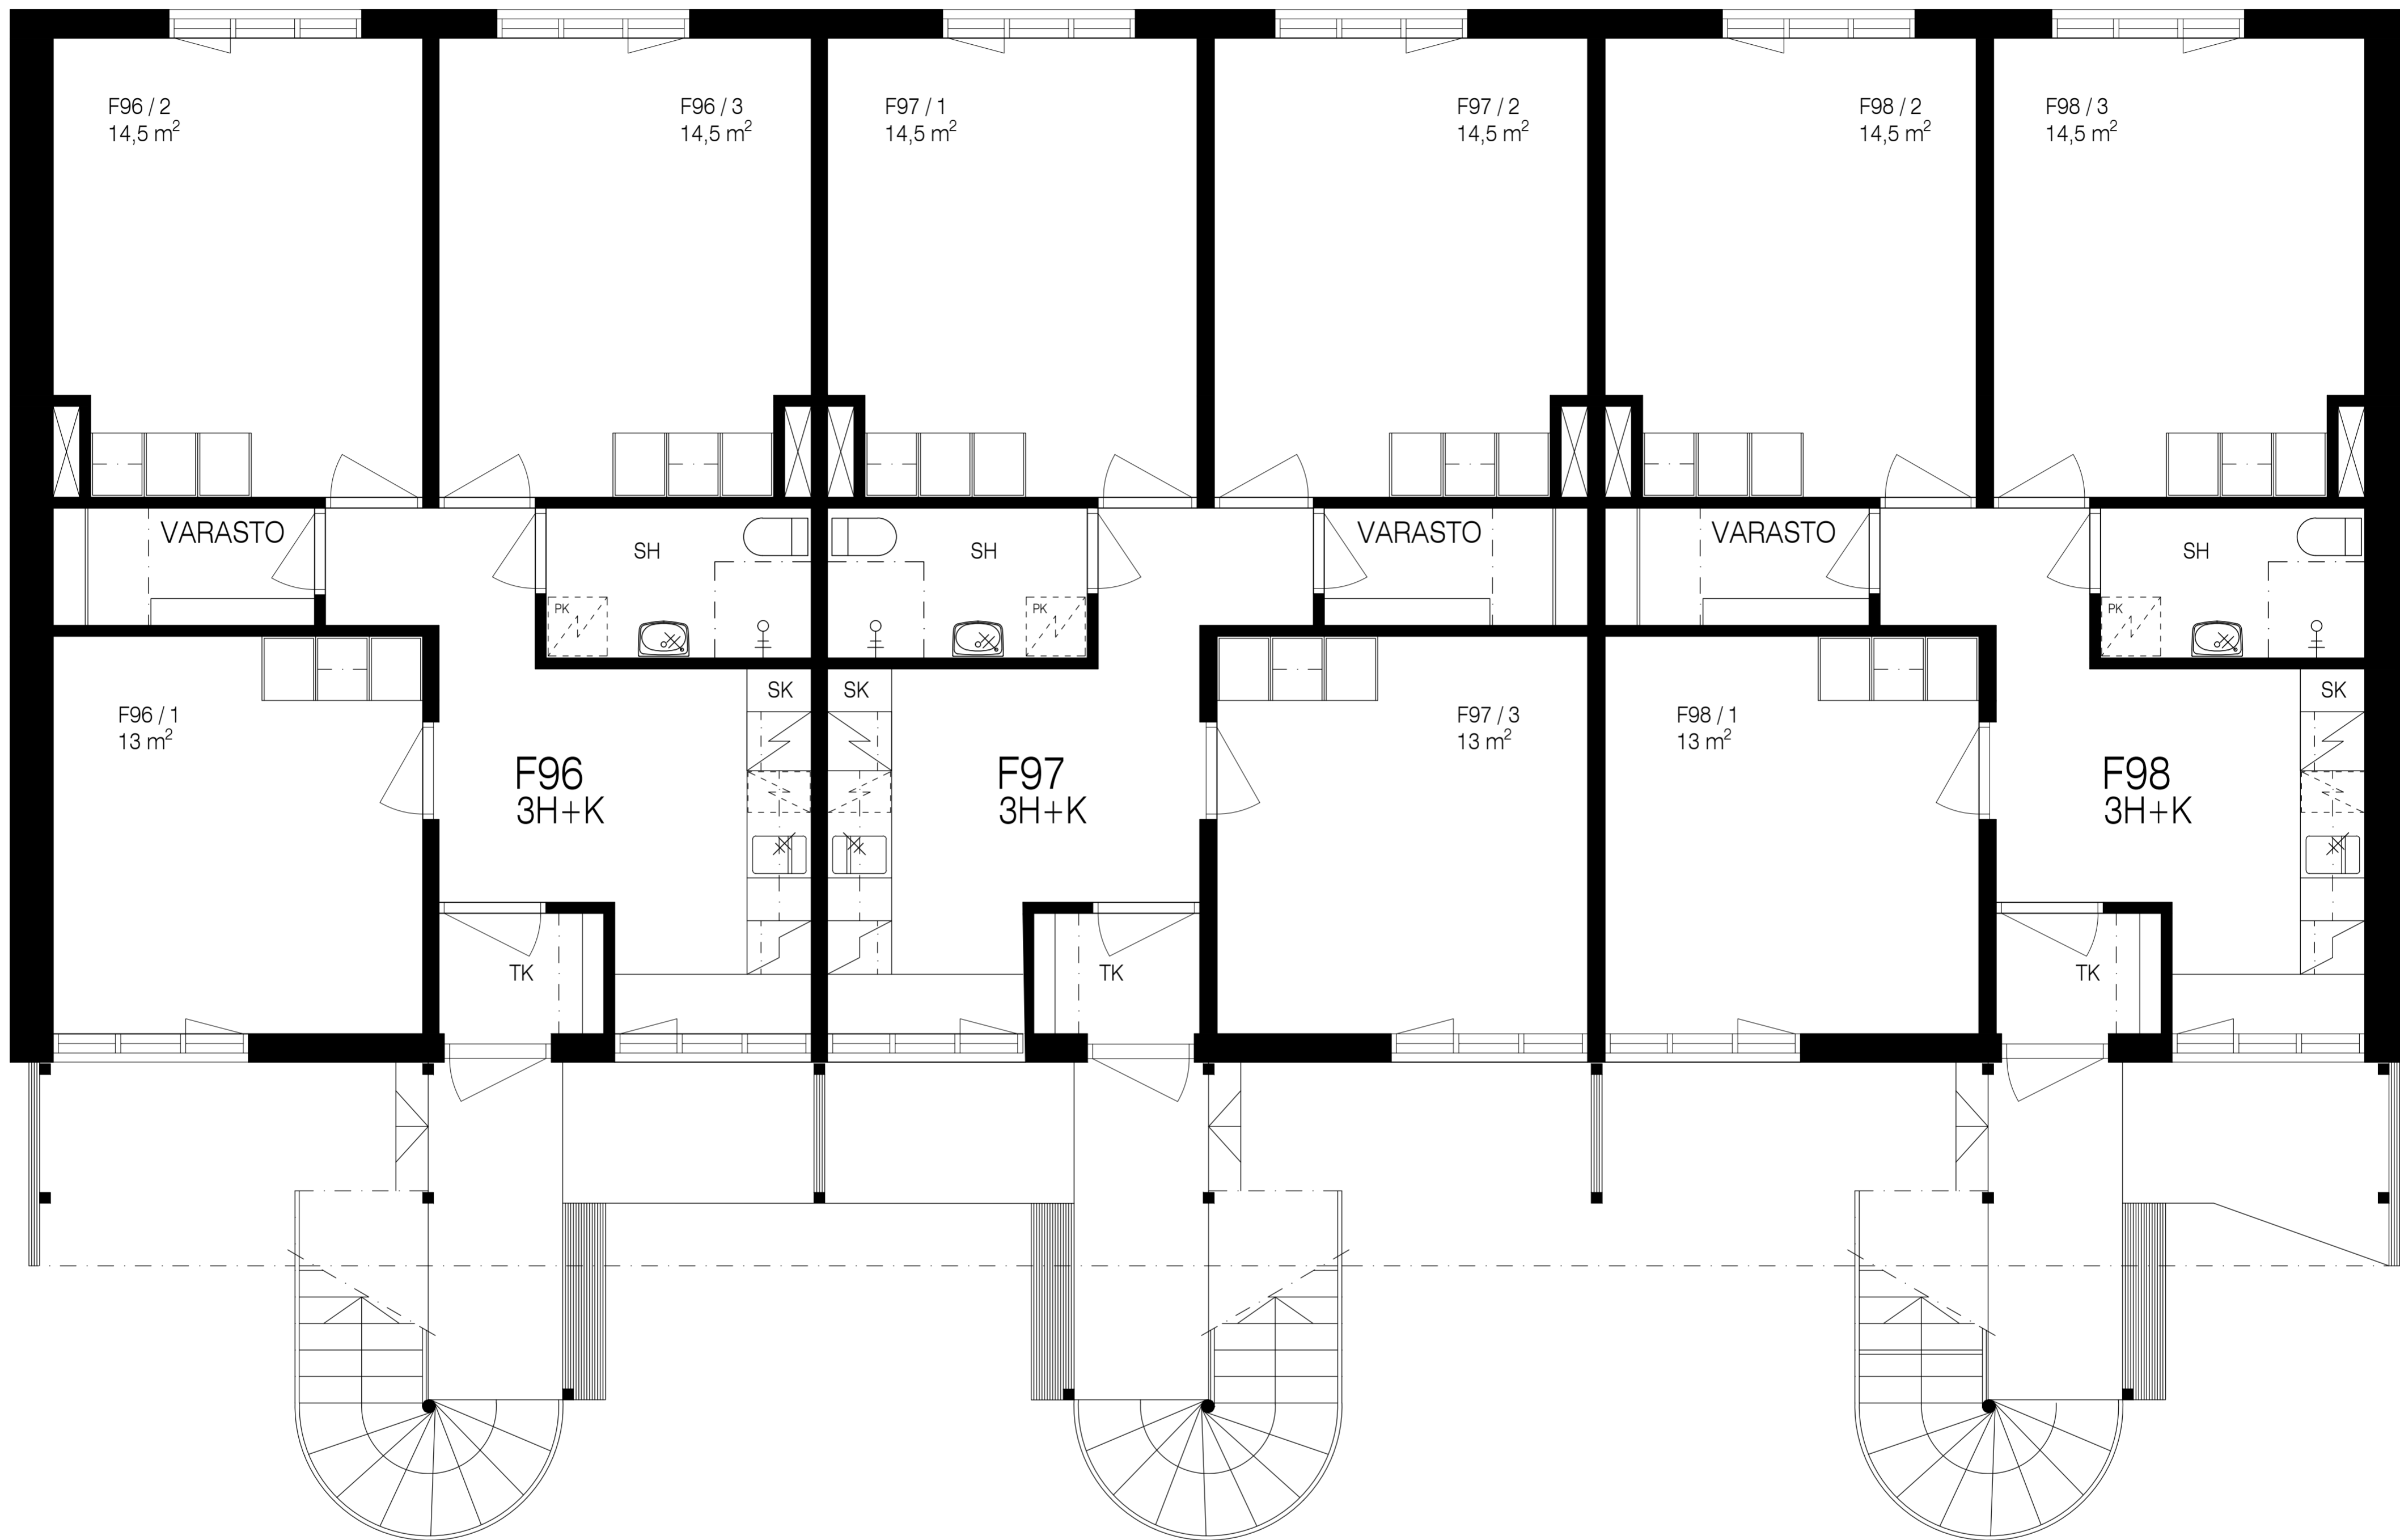 F96 / 2
14,5 m²
F96 / 3
14,5 m²
F97 / 1
14,5 m²
F97 / 2
14,5 m²
F98 / 2
14,5 m²
F98 / 3
14,5 m²
VARASTO
SH
SH
VARASTO
VARASTO
SH
PK
PK
PK
F96 / 1
13 m²
SK
SK
F97 / 3
13 m²
F98 / 1
13 m²
SK
F96
3H+K
F97
3H+K
F98
3H+K
TK
TK
TK